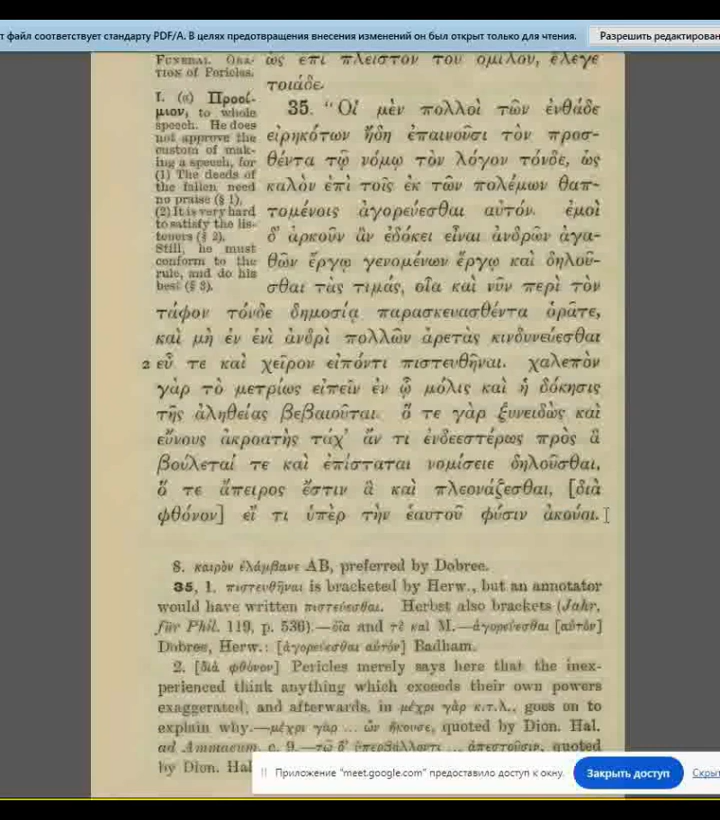 т файл соответствует стандарту PDF/A. В целях предотвращения внесения изменений он был открыт только для чтения.
Разрешить редактирован
FUNERAL ORA-
TION of Pericles.
I. (a) Προοί-
μιον, to whole
speech. He does
not approve the
custom of mak-
ing a speech, for
(1) The deeds of
the fallen need
no praise (§ 1).
(2) It is very hard
to satisfy the lis-
teners (§ 2).
Still, he must
conform to the
rule, and do his
best (§ 3).
ὡς ἐπὶ πλεῖστον τοῦ ὁμίλου, ἔλεγε
τοιάδε.
35. "Οἱ μὲν πολλοὶ τῶν ἐνθάδε
εἰρηκότων ἤδη ἐπαινοῦσι τὸν προσ-
θέντα τῷ νόμῳ τὸν λόγον τόνδε, ὡς
καλὸν ἐπὶ τοῖς ἐκ τῶν πολέμων θαπ-
τομένοις ἀγορεύεσθαι αὐτόν. ἐμοὶ
δ' ἀρκοῦν ἂν ἐδόκει εἶναι ἀνδρῶν ἀγα-
θῶν ἔργῳ γενομένων ἔργῳ καὶ δηλοῦ-
σθαι τὰς τιμάς, οἷα καὶ νῦν περὶ τὸν
τάφον τόνδε δημοσίᾳ παρασκευασθέντα ὁρᾶτε,
καὶ μὴ ἐν ἑνὶ ἀνδρὶ πολλῶν ἀρετὰς κινδυνεύεσθαι
2 εὖ τε καὶ χεῖρον εἰπόντι πιστευθῆναι. χαλεπὸν
γὰρ τὸ μετρίως εἰπεῖν ἐν ᾧ μόλις καὶ ἡ δόκησις
τῆς ἀληθείας βεβαιοῦται. ὅ τε γὰρ ξυνειδὼς καὶ
εὔνους ἀκροατὴς τάχ' ἄν τι ἐνδεεστέρως πρὸς ἃ
βούλεταί τε καὶ ἐπίσταται νομίσειε δηλοῦσθαι,
ὅ τε ἄπειρος ἔστιν ἃ καὶ πλεονάζεσθαι, [διὰ
φθόνον] εἴ τι ὑπὲρ τὴν ἑαυτοῦ φύσιν ἀκούοι.
8. καιρὸν ἐλάμβανε AB, preferred by Dobree.
35, 1. πιστευθῆναι is bracketed by Herw., but an annotator
would have written πιστεύεσθαι. Herbst also brackets (Jahr.
für Phil. 119, p. 536).—οἷα and τὲ καὶ M.—ἀγορεύεσθαι [αὐτόν]
Dobree, Herw.: [ἀγορεύεσθαι αὐτόν] Badham.
2. [διὰ φθόνον] Pericles merely says here that the inex-
perienced think anything which exceeds their own powers
exaggerated, and afterwards, in μέχρι γὰρ κ.τ.λ., goes on to
explain why.—μέχρι γὰρ ... ὧν ἤκουσε, quoted by Dion. Hal.
ad Ammaeum, c. 9.—τῷ δ' ὑπερβάλλοντι ... ἀπιστοῦσιν, quoted
by Dion. Hal
Приложение "meet.google.com" предоставило доступ к окну.
Закрыть доступ
Скрыт